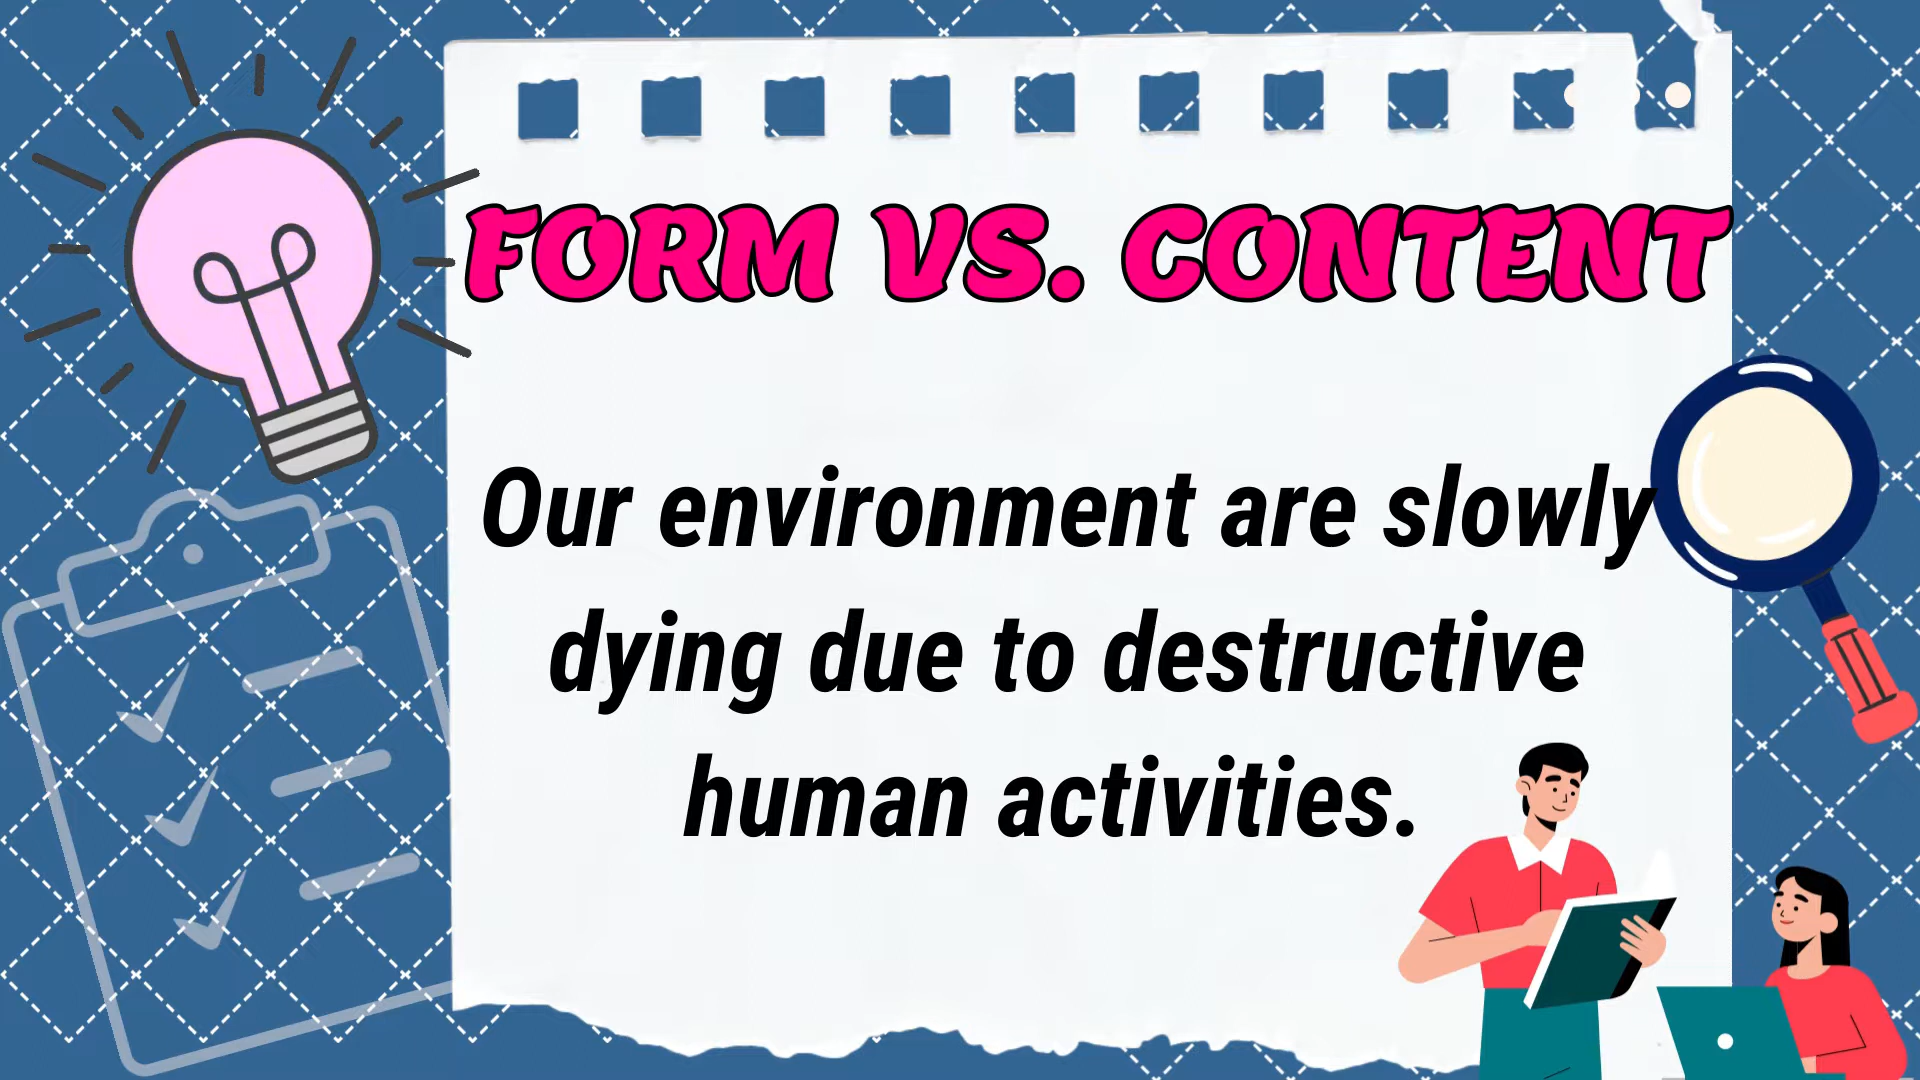 FORM VS. CONTENT
Our environment are slowly
dying due to destructive
human activities.